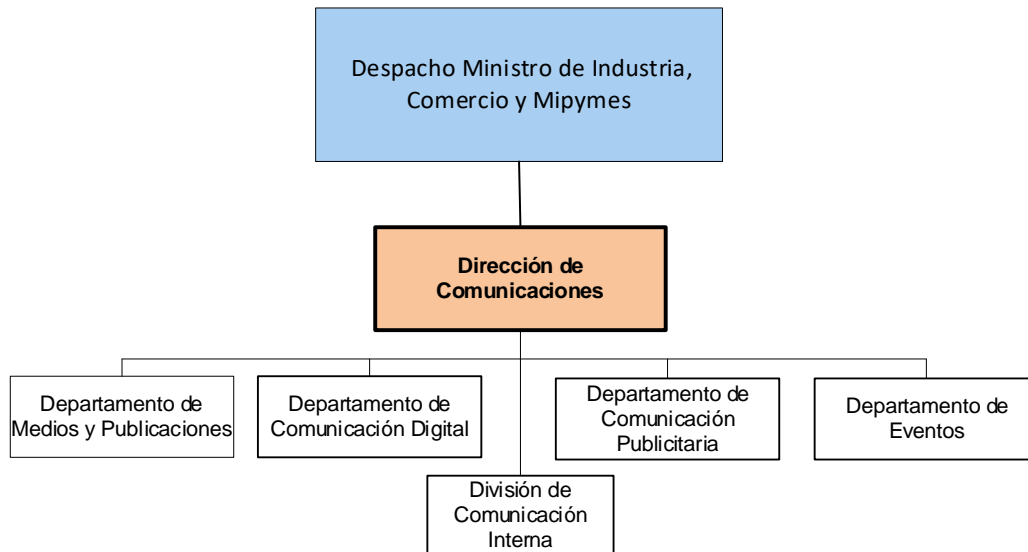 Despacho Ministro de Industria,
Comercio y Mipymes
Dirección de
Comunicaciones
Departamento de
Medios y Publicaciones
Departamento de
Comunicación Digital
Departamento de
Comunicación
Publicitaria
Departamento de
Eventos
División de
Comunicación
Interna